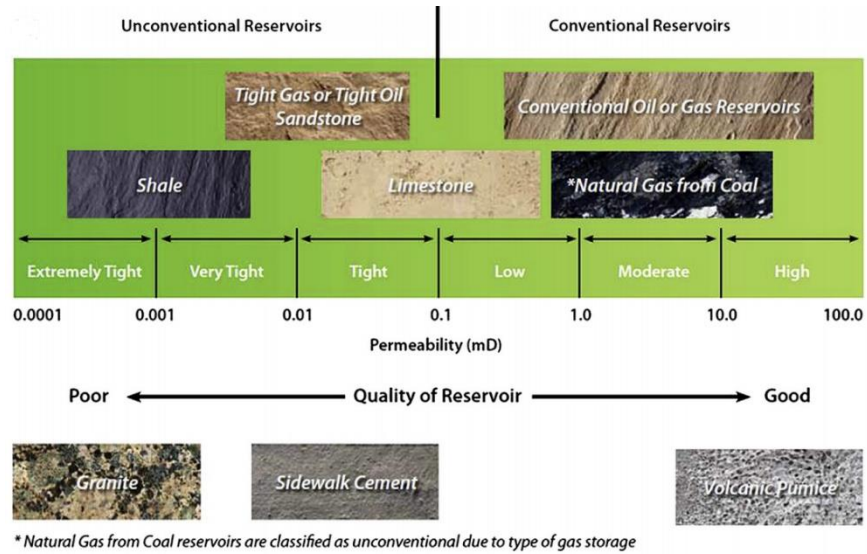 Unconventional Reservoirs
Conventional Reservoirs
Tight Gas or Tight Oil
Sandstone
Conventional Oil or Gas Reservoirs
Shale
Limestone
*Natural Gas from Coal
Extremely Tight
Very Tight
Tight
Low
Moderate
High
0.0001
0.001
0.01
0.1
1.0
10.0
100.0
Permeability (mD)
Poor
Quality of Reservoir
Good
Granite
Sidewalk Cement
Volcanic Pumice
* Natural Gas from Coal reservoirs are classified as unconventional due to type of gas storage